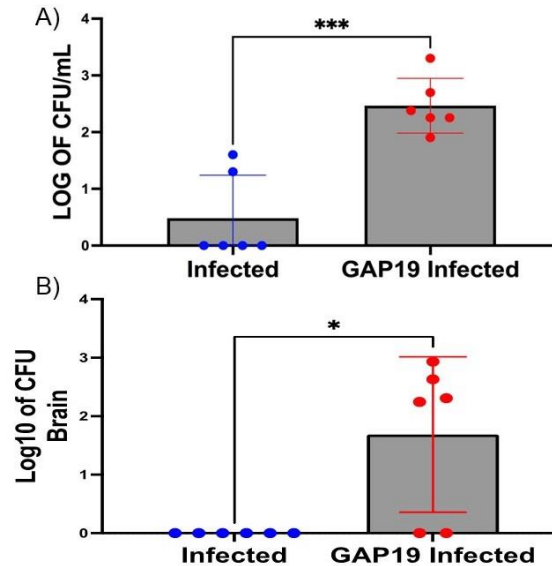 A)
***
LOG OF CFU/mL
4
3
2
1
0
Infected
GAP19 Infected
B)
*
Log10 of CFU
Brain
4
3
2
1
0
Infected
GAP19 Infected